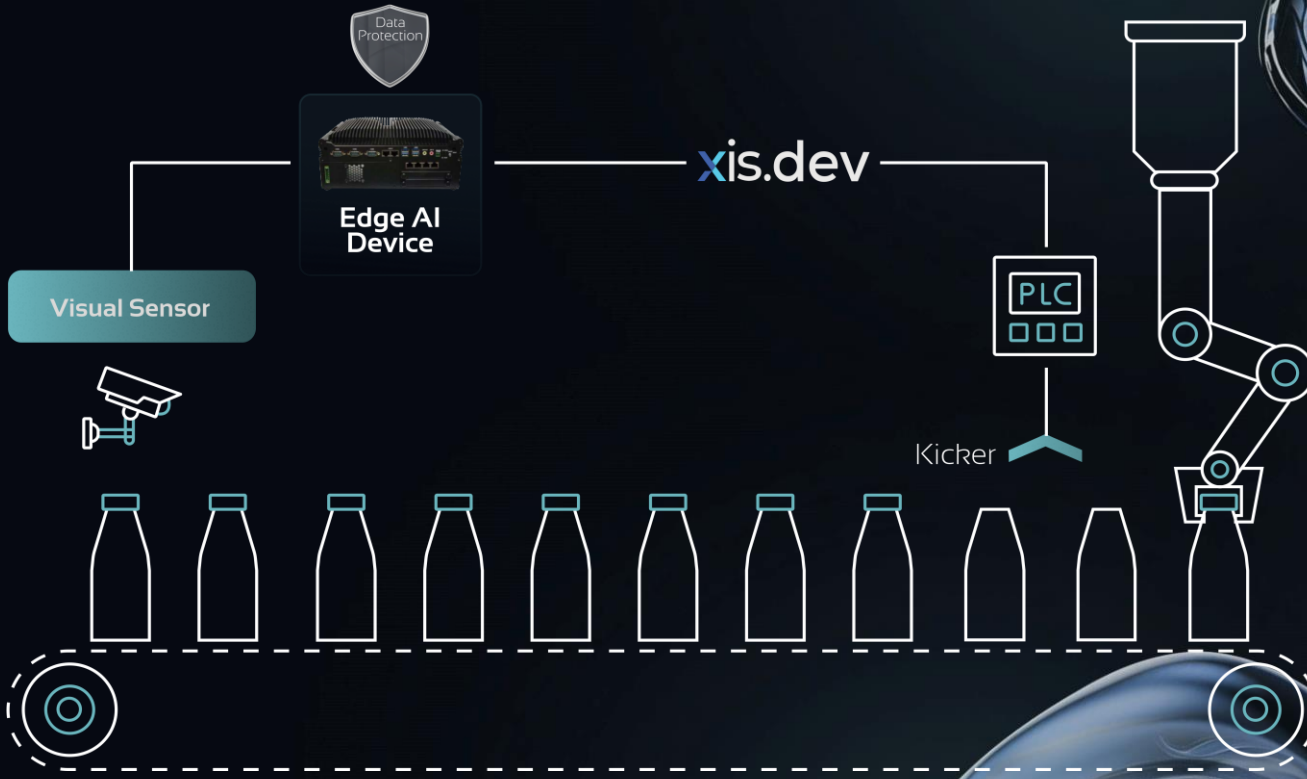 Data
Protection
xis.dev
Edge AI
Device
Visual Sensor
PLC
Kicker